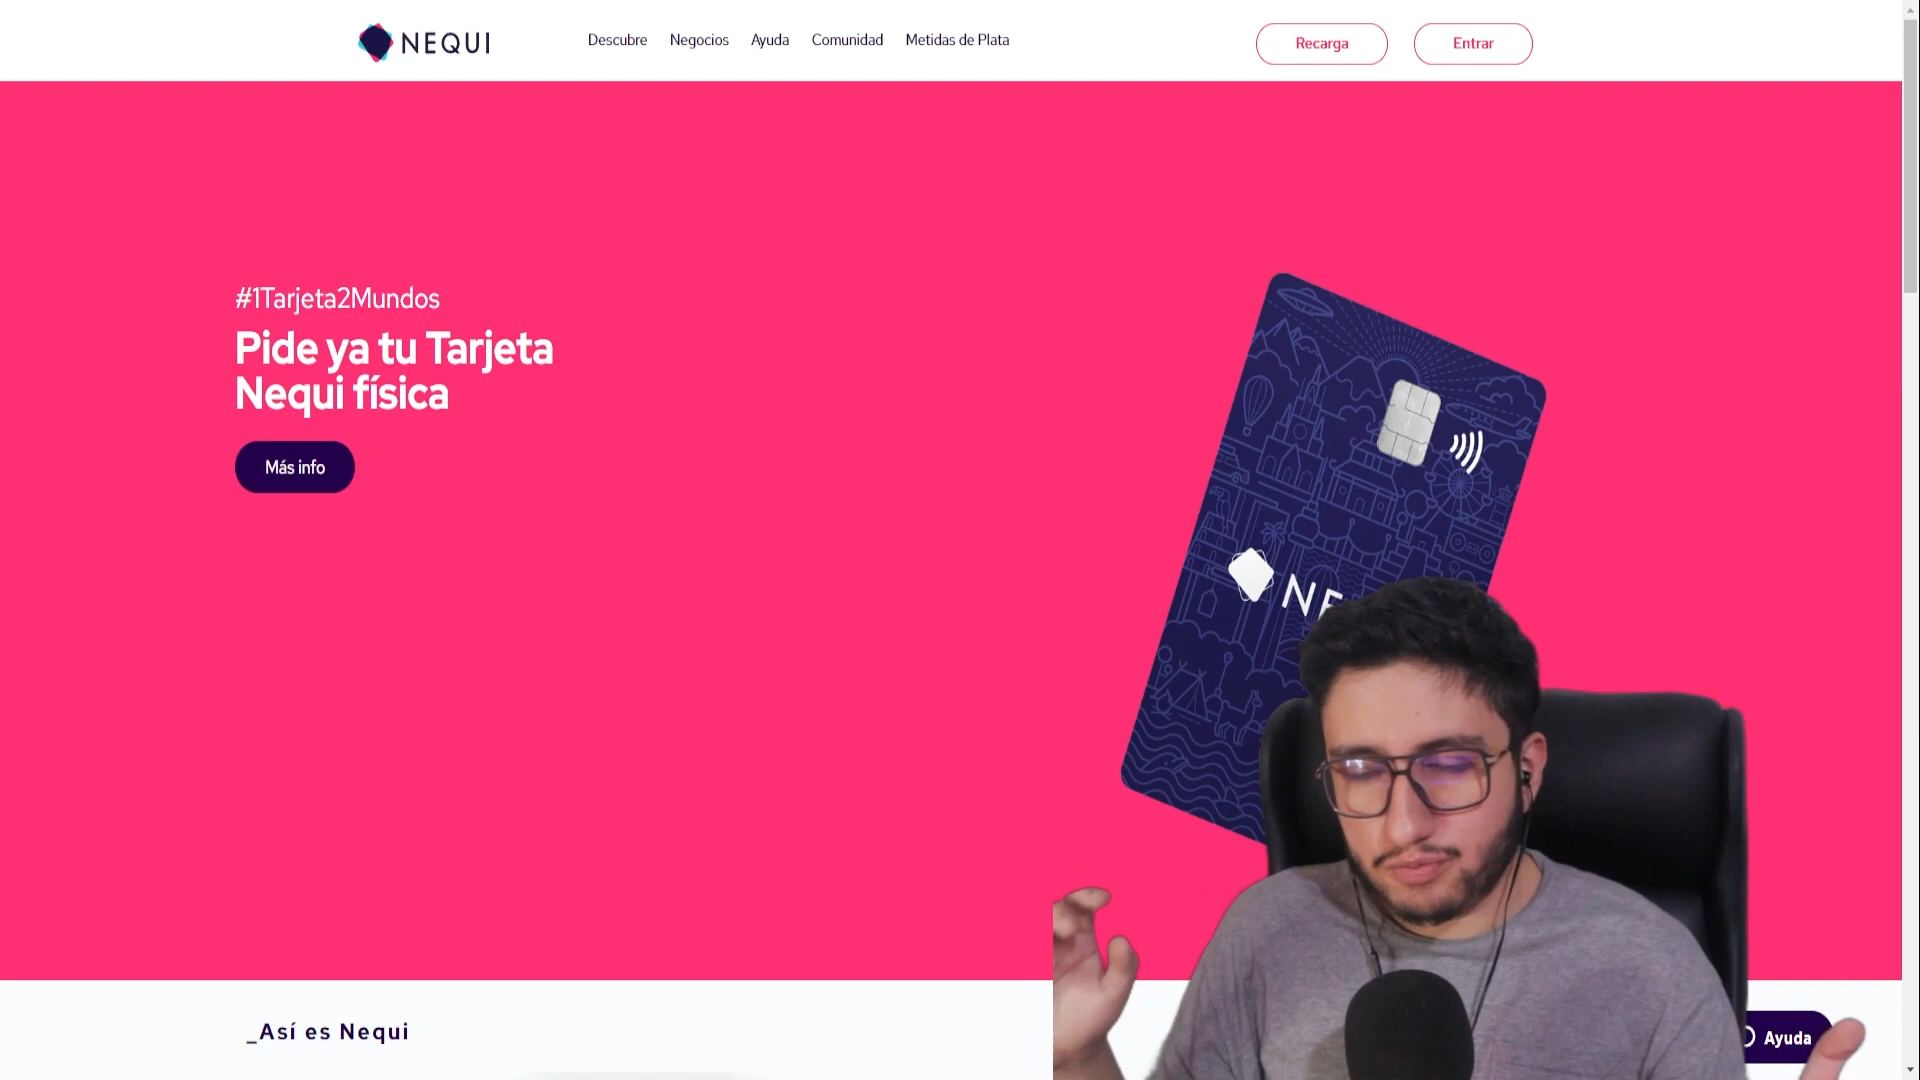 NEQUI
Descubre Negocios Ayuda Comunidad Metidas de Plata
Recarga
Entrar
#1Tarjeta2Mundos
Pide ya tu Tarjeta
Nequi física
Más info
NE
_Así es Nequi
Ayuda